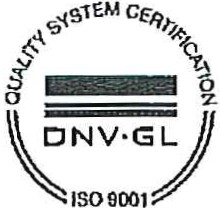 QUALITY SYSTEM CERTIFICATION
DNV·GL
ISO 9001